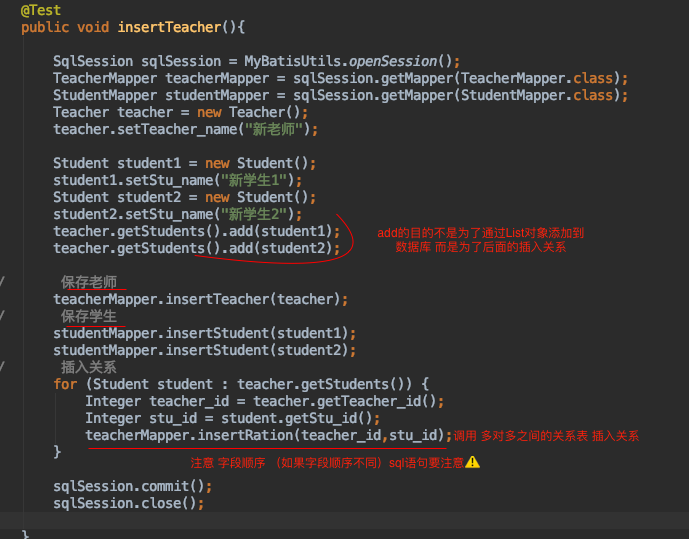 @Test
public void insertTeacher(){
SqlSession sqlSession = MyBatisUtils.openSession();
TeacherMapper teacherMapper = sqlSession.getMapper(TeacherMapper.class);
StudentMapper studentMapper = sqlSession.getMapper(StudentMapper.class);
Teacher teacher = new Teacher();
teacher.setTeacher_name("新老师");
Student student1 = new Student();
student1.setStu_name("新学生1");
Student student2 = new Student();
student2.setStu_name("新学生2");
teacher.getStudents().add(student1);
teacher.getStudents().add(student2);
add的目的不是为了通过List对象添加到
数据库 而是为了后面的插入关系
/ 保存老师
teacherMapper.insertTeacher(teacher);
/ 保存学生
studentMapper.insertStudent(student1);
studentMapper.insertStudent(student2);
/ 插入关系
for (Student student : teacher.getStudents()) {
Integer teacher_id = teacher.getTeacher_id();
Integer stu_id = student.getStu_id();
teacherMapper.insertRation(teacher_id,stu_id);调用 多对多之间的关系表 插入关系
}
注意 字段顺序 （如果字段顺序不同）sql语句要注意⚠️
sqlSession.commit();
sqlSession.close();
}